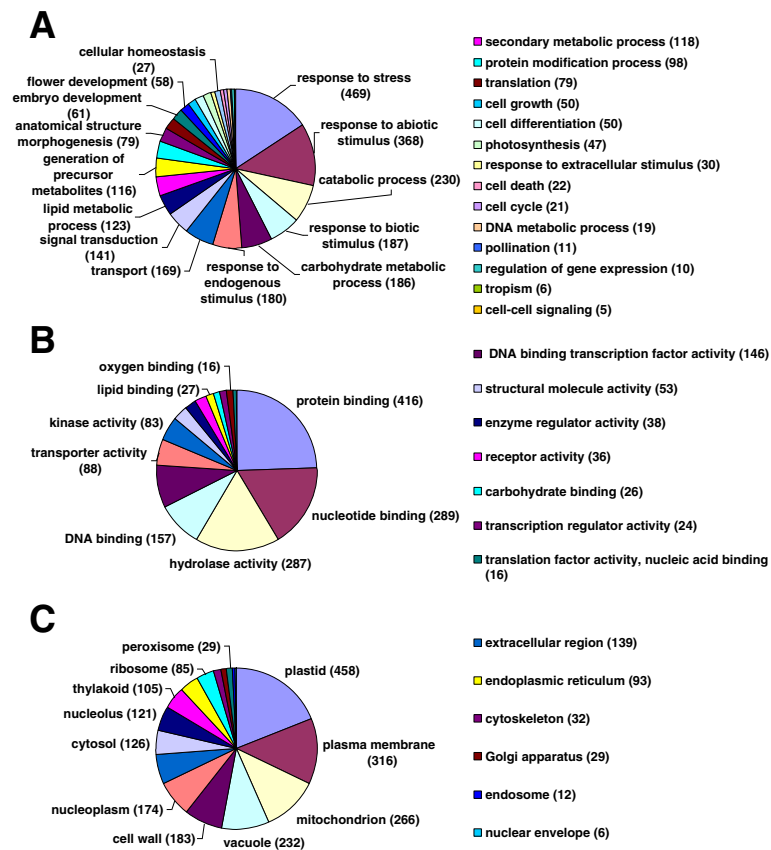 A
cellular homeostasis
(27)
flower development (58)
embryo development
(61)
anatomical structure
morphogenesis (79)
generation of
precursor
metabolites (116)
lipid metabolic
process (123)
signal transduction
(141)
transport (169)
response to
endogenous
stimulus (180)
carbohydrate metabolic
process (186)
response to biotic
stimulus (187)
catabolic process (230)
response to abiotic
stimulus (368)
response to stress
(469)
secondary metabolic process (118)
protein modification process (98)
translation (79)
cell growth (50)
cell differentiation (50)
photosynthesis (47)
response to extracellular stimulus (30)
cell death (22)
cell cycle (21)
DNA metabolic process (19)
pollination (11)
regulation of gene expression (10)
tropism (6)
cell-cell signaling (5)
B
oxygen binding (16)
lipid binding (27)
kinase activity (83)
transporter activity
(88)
DNA binding (157)
hydrolase activity (287)
nucleotide binding (289)
protein binding (416)
DNA binding transcription factor activity (146)
structural molecule activity (53)
enzyme regulator activity (38)
receptor activity (36)
carbohydrate binding (26)
transcription regulator activity (24)
translation factor activity, nucleic acid binding
(16)
C
peroxisome (29)
ribosome (85)
thylakoid (105)
nucleolus (121)
cytosol (126)
nucleoplasm (174)
cell wall (183)
vacuole (232)
mitochondrion (266)
plasma membrane
(316)
plastid (458)
extracellular region (139)
endoplasmic reticulum (93)
cytoskeleton (32)
Golgi apparatus (29)
endosome (12)
nuclear envelope (6)